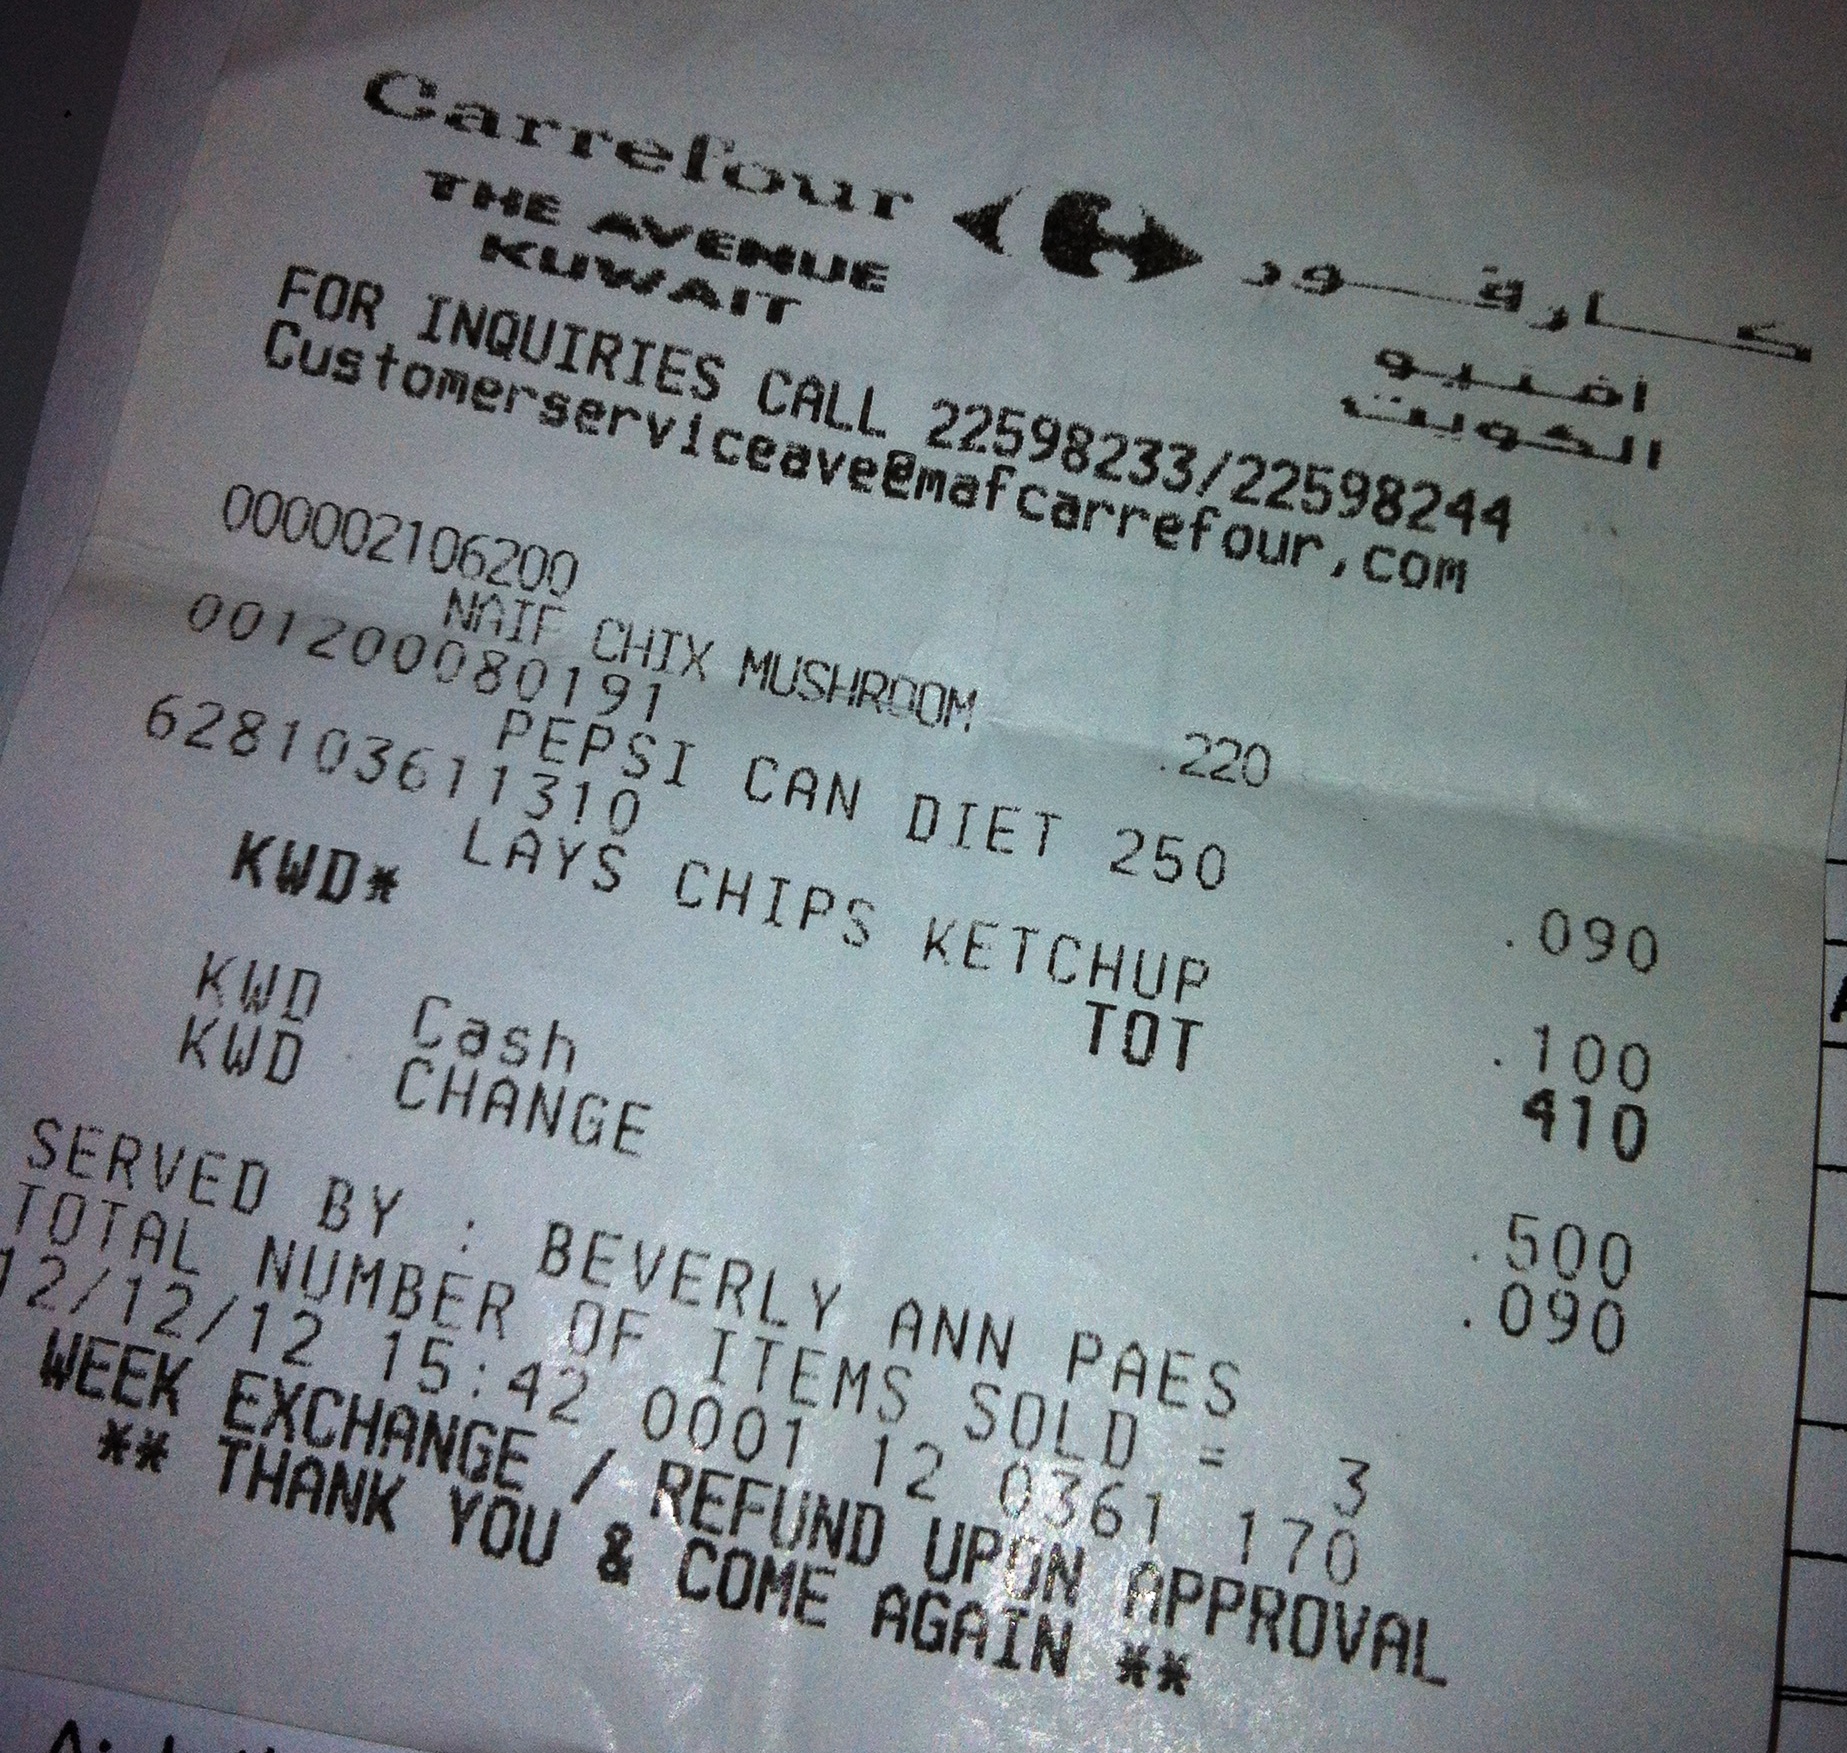 Carrefour كارفور
THE AVENUE افنيو
KUWAIT الكويت
FOR INQUIRIES CALL 22598233/22598244
Customerserviceave@mafcarrefour.com
000002106200
NAIF CHIX MUSHROOM .220
001200080191
PEPSI CAN DIET 250 .090
628103611310
LAYS CHIPS KETCHUP .100
KWD* TOT 410
KWD Cash .500
KWD CHANGE .090
SERVED BY : BEVERLY ANN PAES
TOTAL NUMBER OF ITEMS SOLD = 3
12/12/12 15:42 0001 12 0361 170
WEEK EXCHANGE / REFUND UPON APPROVAL
** THANK YOU & COME AGAIN **